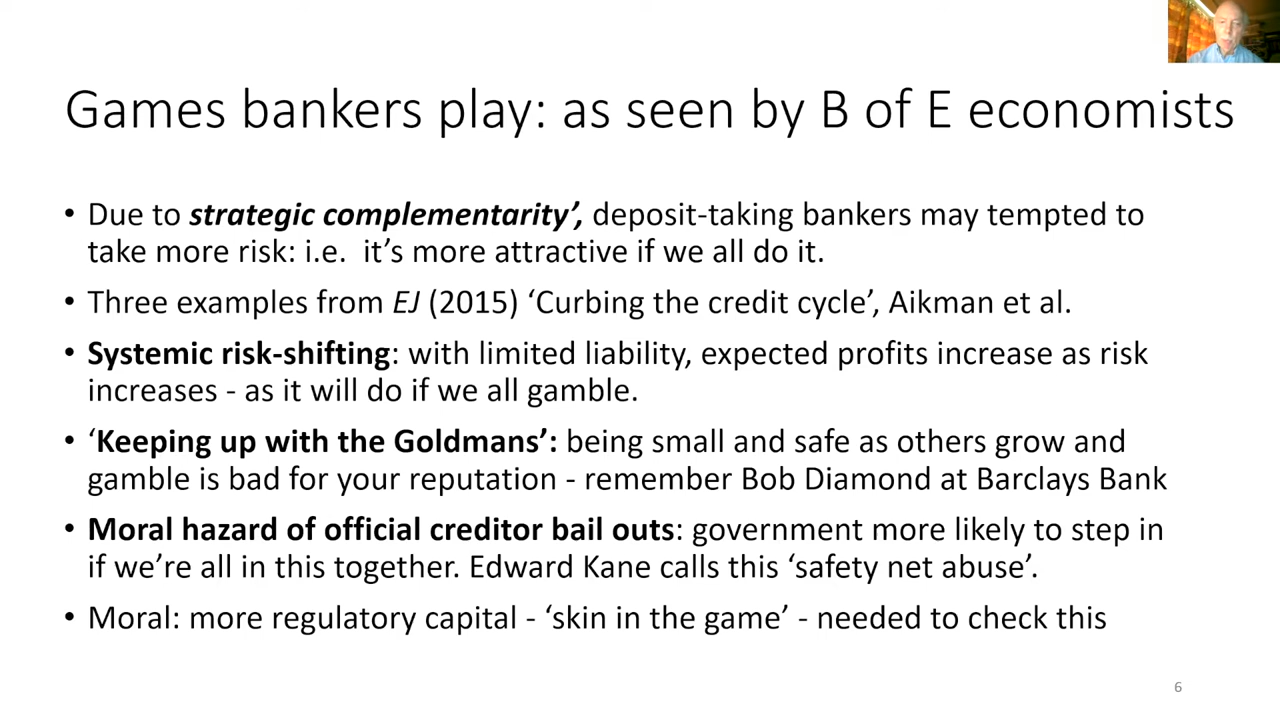 Games bankers play: as seen by B of E economists
• Due to strategic complementarity’, deposit-taking bankers may tempted to
take more risk: i.e. it’s more attractive if we all do it.
• Three examples from EJ (2015) ‘Curbing the credit cycle’, Aikman et al.
• Systemic risk-shifting: with limited liability, expected profits increase as risk
increases - as it will do if we all gamble.
• ‘Keeping up with the Goldmans’: being small and safe as others grow and
gamble is bad for your reputation - remember Bob Diamond at Barclays Bank
• Moral hazard of official creditor bail outs: government more likely to step in
if we’re all in this together. Edward Kane calls this ‘safety net abuse’.
• Moral: more regulatory capital - ‘skin in the game’ - needed to check this
6